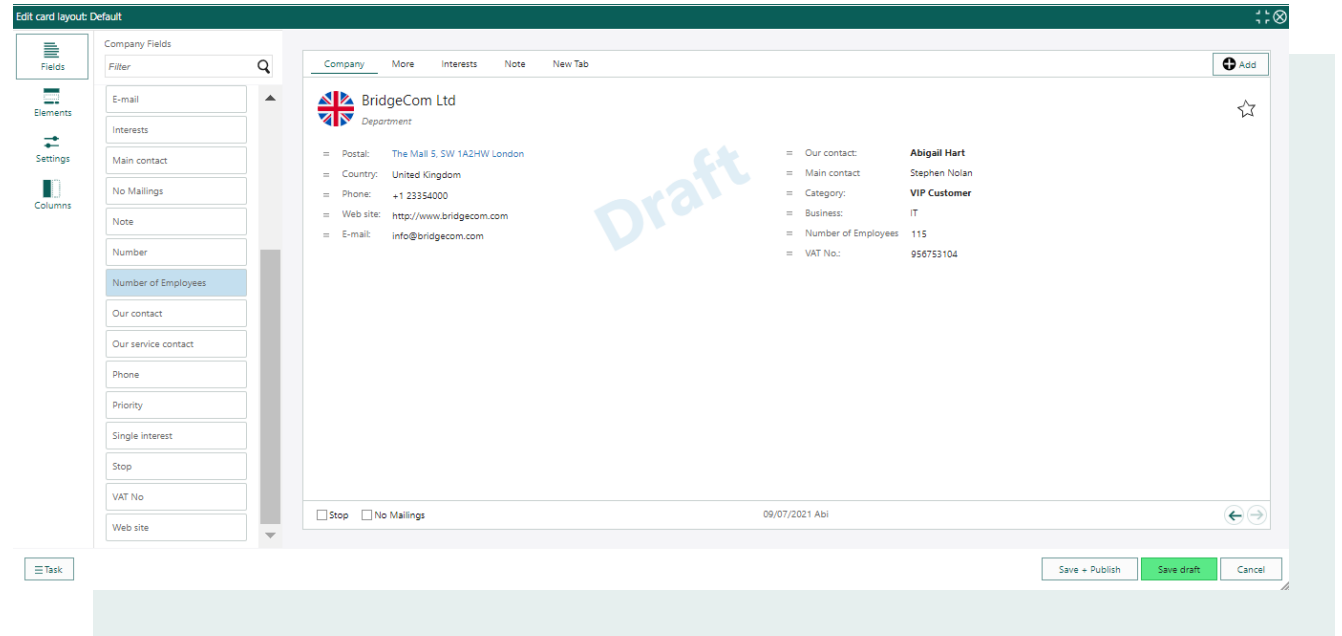 Edit card layout: Default
Fields
Elements
Settings
Columns
Company Fields
Filter
E-mail
Interests
Main contact
No Mailings
Note
Number
Number of Employees
Our contact
Our service contact
Phone
Priority
Single interest
Stop
VAT No
Web site
Company More Interests Note New Tab
Add
BridgeCom Ltd
Department
Postal: The Mall 5, SW 1A2HW London
Country: United Kingdom
Phone: +1 23354000
Web site: http://www.bridgecom.com
E-mail: info@bridgecom.com
Draft
Our contact: Abigail Hart
Main contact Stephen Nolan
Category: VIP Customer
Business: IT
Number of Employees 115
VAT No.: 956753104
Stop No Mailings 09/07/2021 Abi
Task
Save + Publish Save draft Cancel